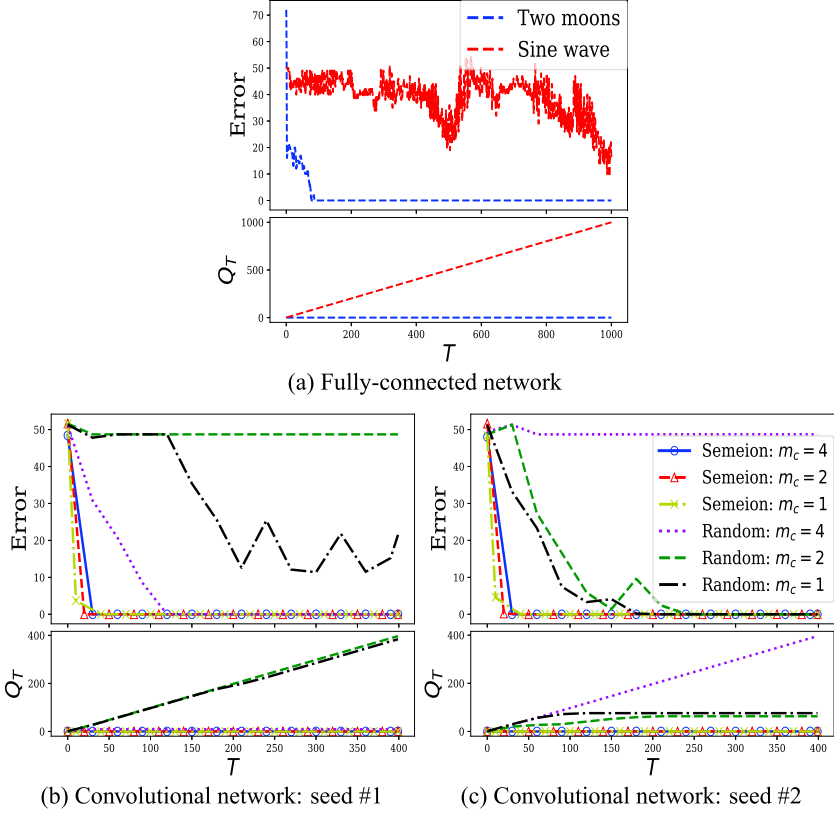 Two moons
Sine wave
70
60
50
40
30
20
10
0
Error
1000
500
0
Q_T
0 200 400 600 800 1000
T
(a) Fully-connected network
50
40
30
20
10
0
Error
400
200
0
Q_T
0 50 100 150 200 250 300 350 400
T
(b) Convolutional network: seed #1
50
40
30
20
10
0
Error
Semeion: m_c = 4
Semeion: m_c = 2
Semeion: m_c = 1
Random: m_c = 4
Random: m_c = 2
Random: m_c = 1
400
200
0
Q_T
0 50 100 150 200 250 300 350 400
T
(c) Convolutional network: seed #2